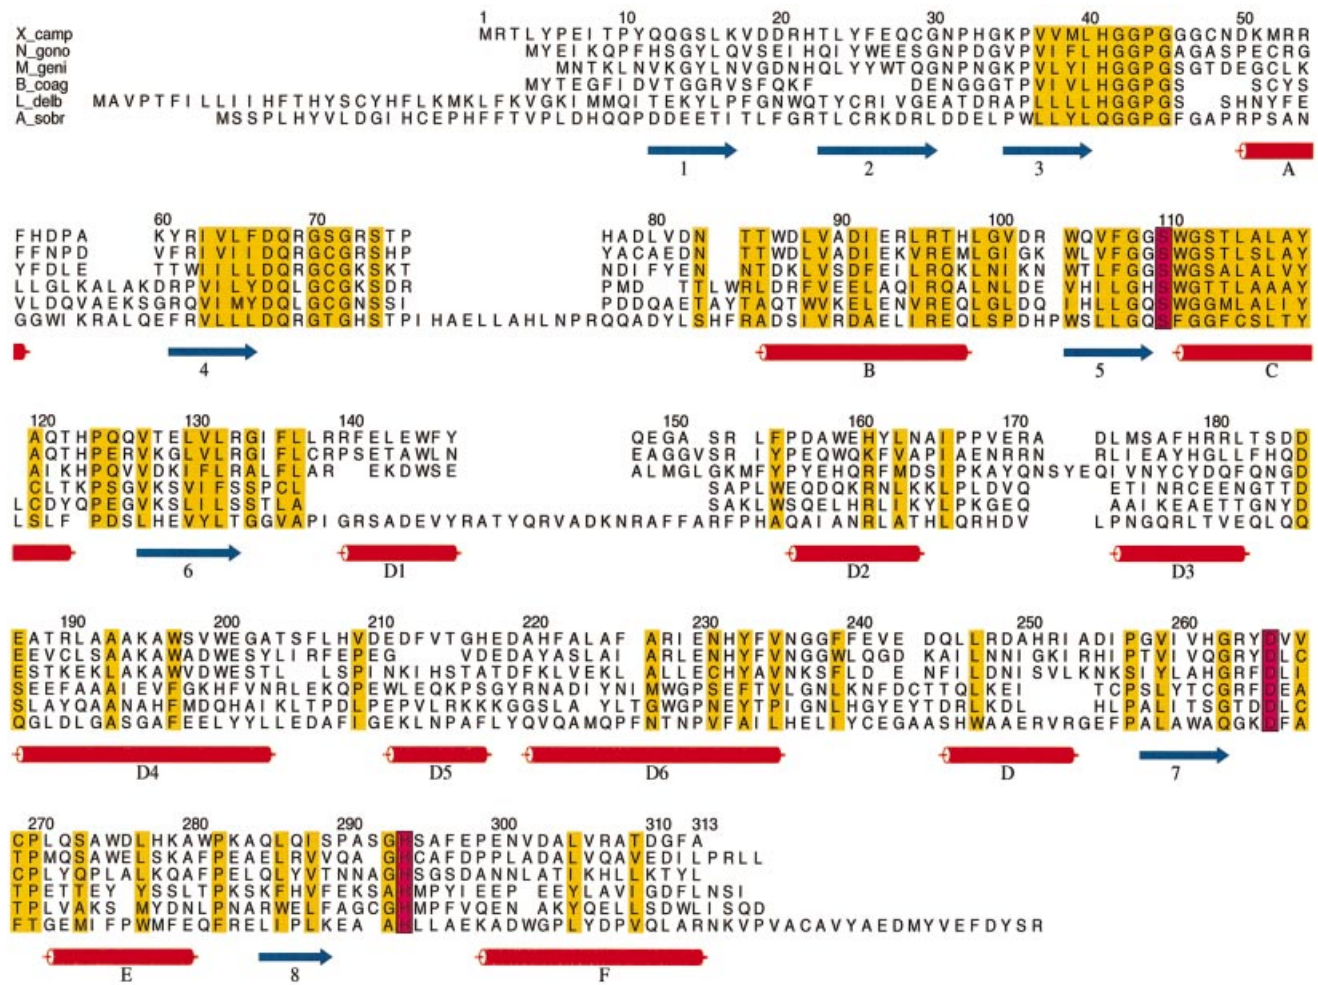 1 10 20 30 40 50
X_camp MRTLYPEITPYQQGSLKVDDRHTLYFEQCGNPHGKPVVMLHGGPGGGCNDKMRR
N_gono MYEIKQPFHSGYLQVSEIHQIYWEESGNPDGVPVIFLHGGPGAGASPECRG
M_geni MNTKLNVKGYLNVGDNHQLYYWTQGNPNGKPVLYIHGGPGSGTDEGCLK
B_coag MYTEGFIDVTGGRVSFQKF DENGGGTPVIVLHGGPGS SCYS
L_delb MAVPTFILLIIHFTHYSCYHFLKMKLFKVGKIMMQITEKYLPFGNWQTYCRIVGEATDRAPLLLLHGGPGS SHNYFE
A_sobr MSSPLHYVLDGIHCEPHFFTVPLDHQQPDDEETITLFGRTLCRKDRLDDELPWLLYLQGGPGFGAPRPSAN
1 2 3 A
60 70 80 90 100 110
FHDPA KYRIVLFDQRGSGRSTP HADLVDN TTWDLVADIERLRTHLGVDR WQVFGGSWGSTLALAY
FFNPD VFRIVIIDQRGCGRSHP YACAEDN TTWDLVADIEKVREMLGIGK WLVFGGSWGSTLSLAY
YFDLE TTWIILLDQRGCGKSKT NDIFYEN NTDKLVSDFEILRQKLNIKN WTLFGGSWGSALALVY
LLGLKALAKDRPVILYDQLGCGKSDR PMD TTLWRLDRFVEELAQIRQALNLDE VHILGHSWGTTLAAAY
VLDQVAEKSGRQVIMYDQLGCGNSSI PDDQAETAYTAQTWVKELENVREQLGLDQ IHLLGQSWGGMLALIY
GGWIKRALQEFRVLLLDQRGTGHSTPIHAELLAHLNPRQQADYLSHFRADSIVRDAELIREQLSPDHPWSLLGQSFGGFCSLTY
4 B 5 C
120 130 140 150 160 170 180
AQTHPQQVTELVLRGIFLLRRFELEWFY QEGA SR LFPDAWEHYLNAIPPVERA DLMSAFHRRLTSDD
AQTHPERVKGLVLRGIFLCRPSETAWLN EAGGVSR IYPEQWQKFVAPIAENRRN RLIEAYHGLLFHQD
AIKHPQVVDKIFLRALFLAR EKDWSE ALMGLGKMFYPYEHQRFMDSIPKAYQNSYEQIVNYCYDQFQNGD
CLTKPSGVKSVIFSSPCL SAPLWEQDQKRNLKKLPLDVQ ETINRCEENGTTD
LCDYQPEGVKSLILSSTLA SAKLWSQELHRLIKYLPKGEQ AAIKEAETTGNYD
LSLF PDSLHEVYLTGGVAPIGRSADEVYRATYQRVADKNRAFFARFPHAQAIANRLATHLQRHDV LPNGQRLTVEQLQQ
6 D1 D2 D3
190 200 210 220 230 240 250 260
EATRLAAAKAWSVWEGATSFLHVDEDFVTGHEDAHFALAF ARIENHYFVNGGFFEVE DQLLRDAHRIADIPGVIVHGRYDVV
EEVCLSAAKAWADWESYLIRFEPEG VDEDAYASLAI ARLENHYFVNGGWLQGD KAILNNIGKIRHIPTVIVQGRYDLC
ESTKEKLAKAWVDWESTL LSPINKIHSTATDFKLVEKL ALLECHYAVNKSFLD ENFILNNISVLKNKSIYLAHGRFDLI
SEEFAAAIEVFGKHFVNRLEKQPEWLEQKPSGYRNADIYNIMWGPSEFTVLGNLKNFDCTTQLKEI TCPSLYTCGRFDEA
SLAYQAANAHFMDQHAIKLTPDLPEPVLRKKKGGSLA YLTGWGPNEYTPIGNLHGYEYTDRLKDL HLPALITSGTDDLC
QGLDLGASGAFEELYYLLEDAFIGEKLNPAFLYQVQAMQPFNTNPVFAILHELIYCEGAASHWAAERVRGEFPALAWAQGKDFA
D4 D5 D6 D 7
270 280 290 300 310 313
CPLQSAWDLHKAWPKAQLQISPASGHSAFEPENVDALVRATDGFA
TPMQSAWELSKAFPEAELRVVQA GHCAFDPPLADALVQAVEDILPRLL
CPLYQPLALKQAFPELQLYVTNNAGHSGSDANNLATIKHLLKTYL
TPETTEY YSSLTPKSKFHVFEKSAHMPYIEEP EEYLAVIGDFLNSI
TPLVAKS MYDNLPNARWELFAGCGHMPFVQEN AKYQELLSDWLISQD
FTGEMIFPWMFEQFRELIPLKEA AHLLAEKADWGPLYDPVQLARNKVPVACAVYAEDMYVEFDYSR
E 8 F